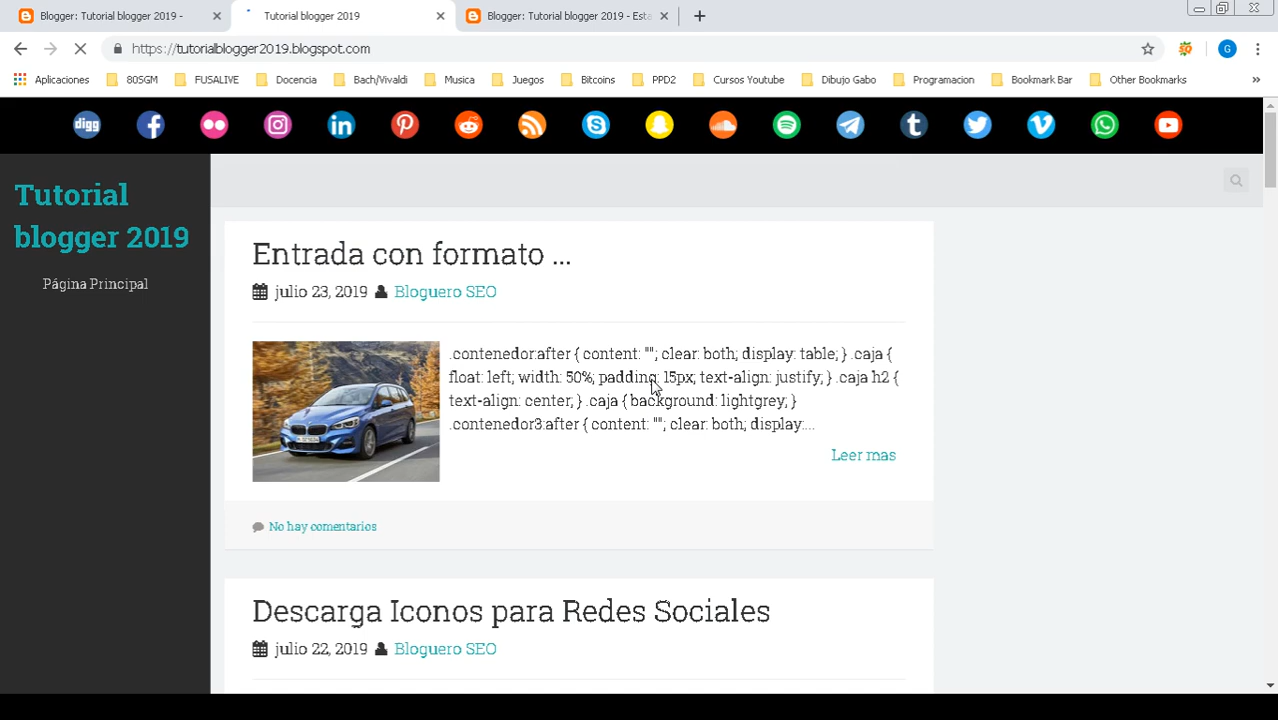 Blogger: Tutorial blogger 2019 -
Tutorial blogger 2019
Blogger: Tutorial blogger 2019 - Esta
https://tutorialblogger2019.blogspot.com
G
Aplicaciones
80SGM
FUSALIVE
Docencia
Bach/Vivaldi
Musica
Juegos
Bitcoins
PPD2
Cursos Youtube
Dibujo Gabo
Programacion
Bookmark Bar
Other Bookmarks
»
digg
Tutorial
blogger 2019
Página Principal
Entrada con formato ...
julio 23, 2019 Bloguero SEO
.contenedor:after { content: ""; clear: both; display: table; } .caja {
float: left; width: 50%; padding: 15px; text-align: justify; } .caja h2 {
text-align: center; } .caja { background: lightgrey; }
.contenedor3:after { content: ""; clear: both; display:...
Leer mas
No hay comentarios
Descarga Iconos para Redes Sociales
julio 22, 2019 Bloguero SEO